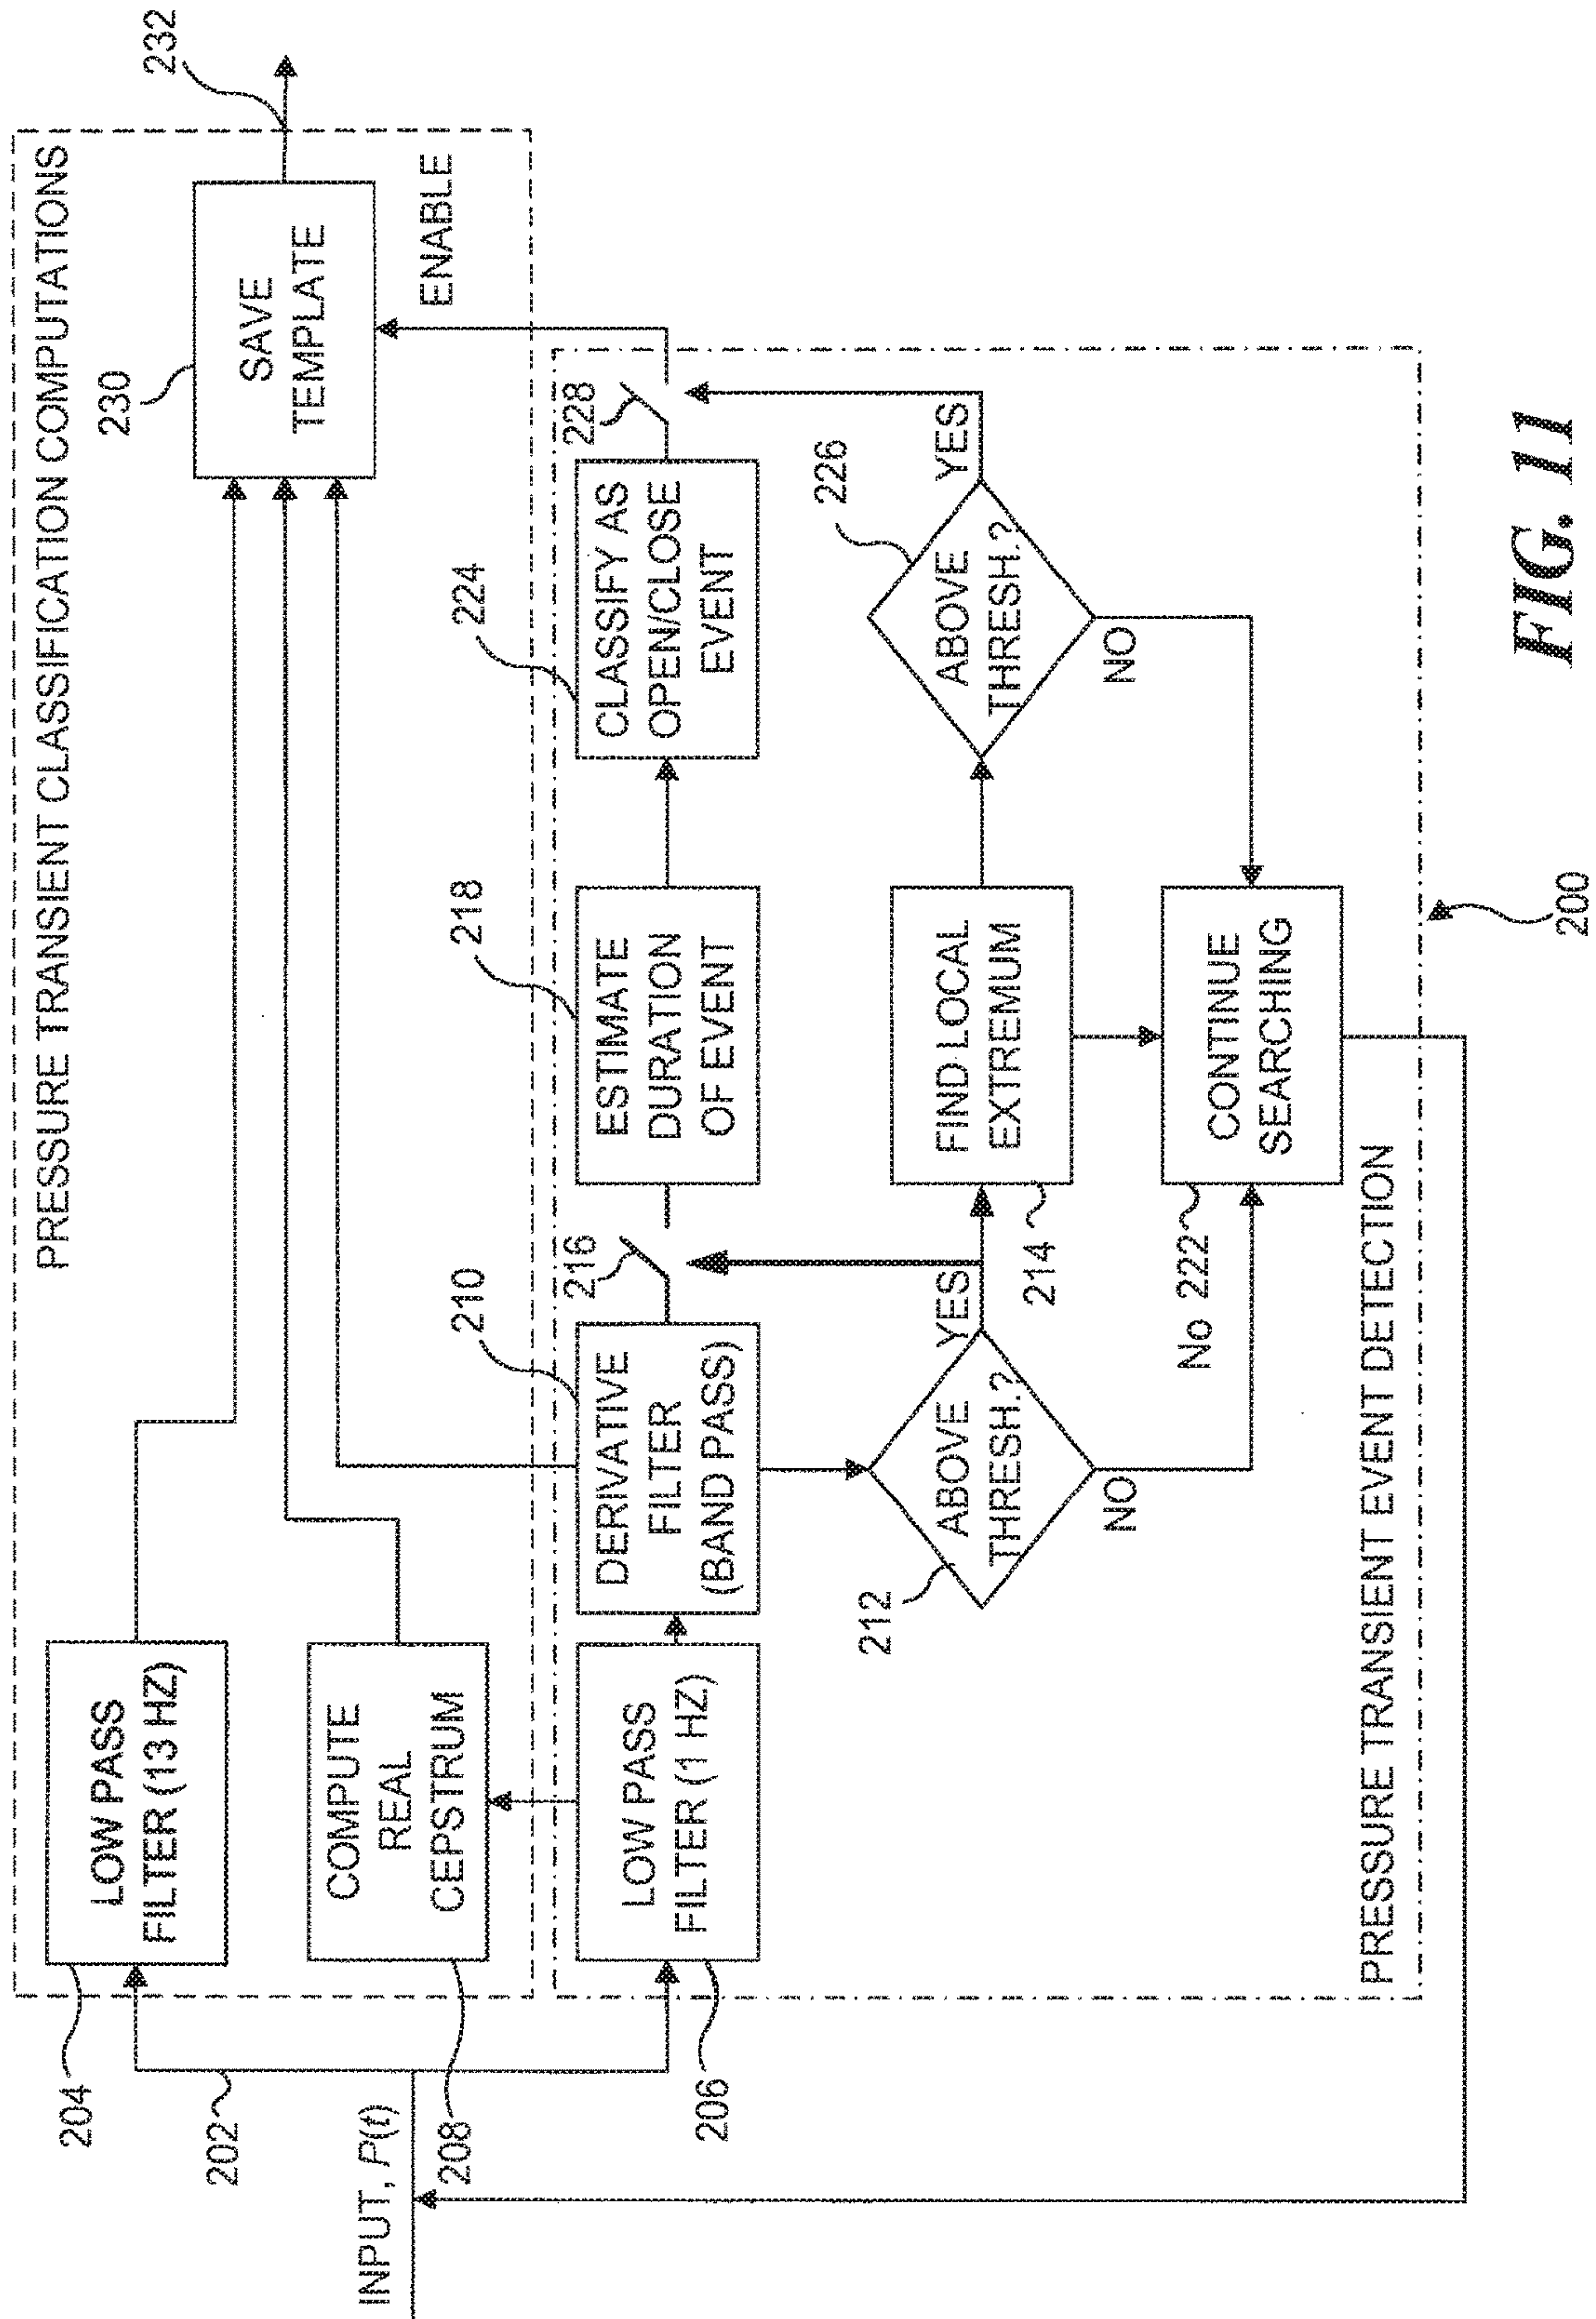 PRESSURE TRANSIENT CLASSIFICATION COMPUTATIONS
204
LOW PASS
FILTER (13 HZ)
202
INPUT, P(t)
208
COMPUTE
REAL
CEPSTRUM
206
LOW PASS
FILTER (1 HZ)
210
DERIVATIVE
FILTER
(BAND PASS)
216
218
ESTIMATE
DURATION
OF EVENT
224
CLASSIFY AS
OPEN/CLOSE
EVENT
228
ENABLE
230
SAVE
TEMPLATE
232
212
ABOVE
THRESH.?
YES
NO
214
FIND LOCAL
EXTREMUM
226
ABOVE
THRESH.?
YES
NO
No 222
CONTINUE
SEARCHING
PRESSURE TRANSIENT EVENT DETECTION
200
FIG. 11